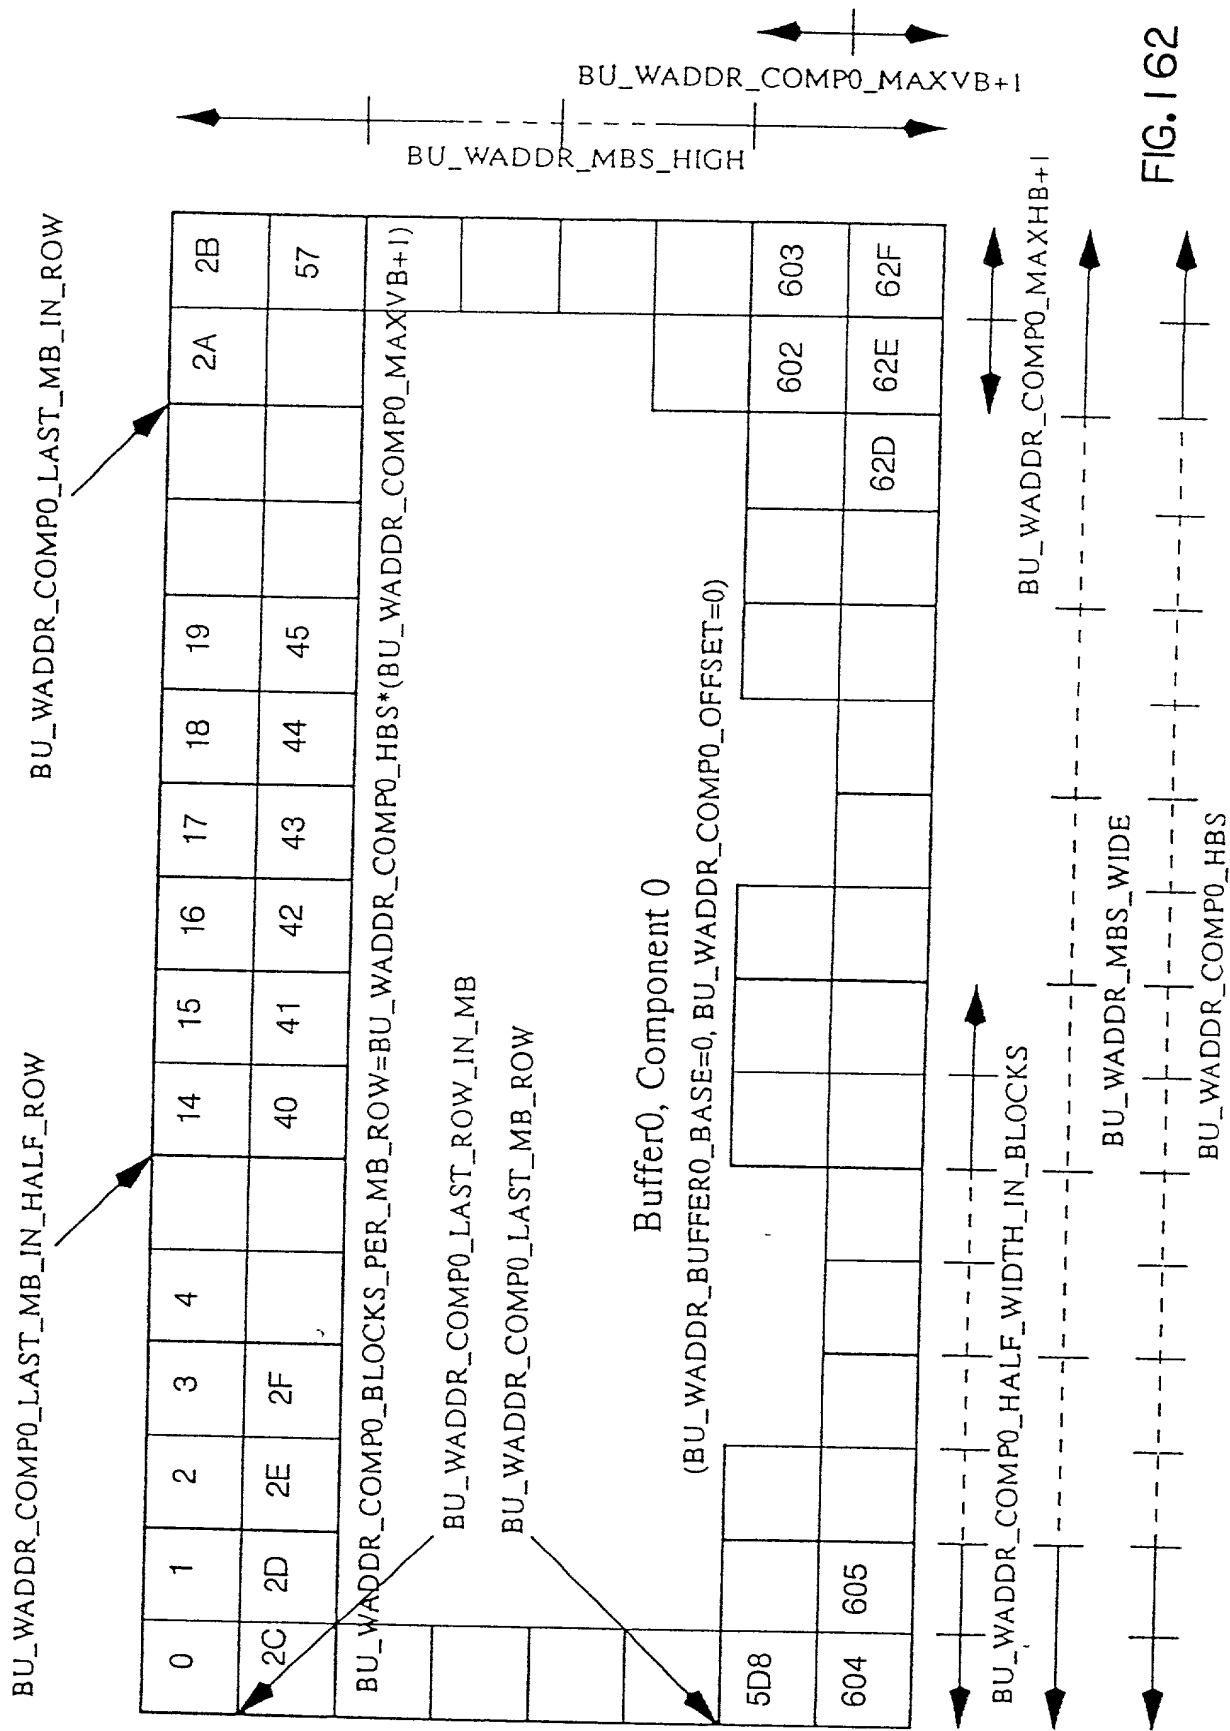 BU_WADDR_COMP0_LAST_MB_IN_HALF_ROW
BU_WADDR_COMP0_LAST_MB_IN_ROW
0 1 2 3 4 14 15 16 17 18 19 2A 2B
2C 2D 2E 2F 40 41 42 43 44 45 57
BU_WADDR_COMP0_BLOCKS_PER_MB_ROW=BU_WADDR_COMP0_HBS*(BU_WADDR_COMP0_MAXVB+1)
BU_WADDR_COMP0_LAST_ROW_IN_MB
BU_WADDR_COMP0_LAST_MB_ROW
Buffer0, Component 0
(BU_WADDR_BUFFER0_BASE=0, BU_WADDR_COMP0_OFFSET=0)
5D8 602 603
604 605 62D 62E 62F
BU_WADDR_MBS_HIGH
BU_WADDR_COMP0_MAXVB+1
BU_WADDR_COMP0_HALF_WIDTH_IN_BLOCKS
BU_WADDR_COMP0_MAXHB+1
BU_WADDR_MBS_WIDE
BU_WADDR_COMP0_HBS
FIG. 162